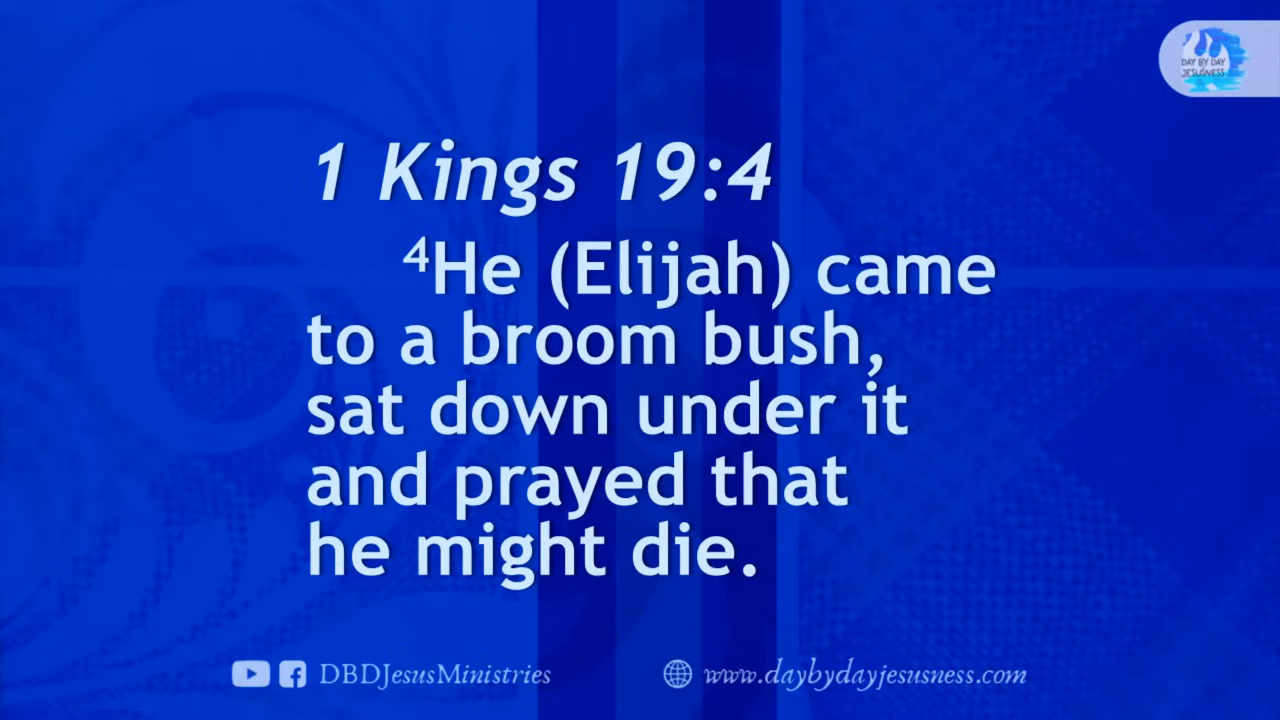 DAY BY DAY
JESUSNESS
1 Kings 19:4
⁴He (Elijah) came
to a broom bush,
sat down under it
and prayed that
he might die.
DBDJesusMinistries
www.daybydayjesusness.com